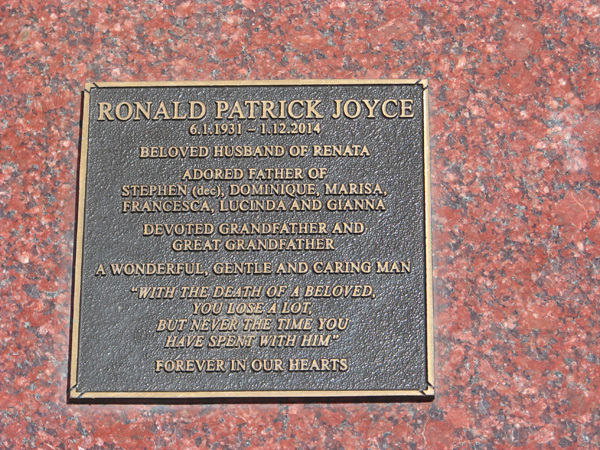 RONALD PATRICK JOYCE
6.1.1931 – 1.12.2014
BELOVED HUSBAND OF RENATA
ADORED FATHER OF
STEPHEN (dec), DOMINIQUE, MARISA,
FRANCESCA, LUCINDA AND GIANNA
DEVOTED GRANDFATHER AND
GREAT GRANDFATHER
A WONDERFUL, GENTLE AND CARING MAN
“WITH THE DEATH OF A BELOVED,
YOU LOSE A LOT,
BUT NEVER THE TIME YOU
HAVE SPENT WITH HIM”
FOREVER IN OUR HEARTS